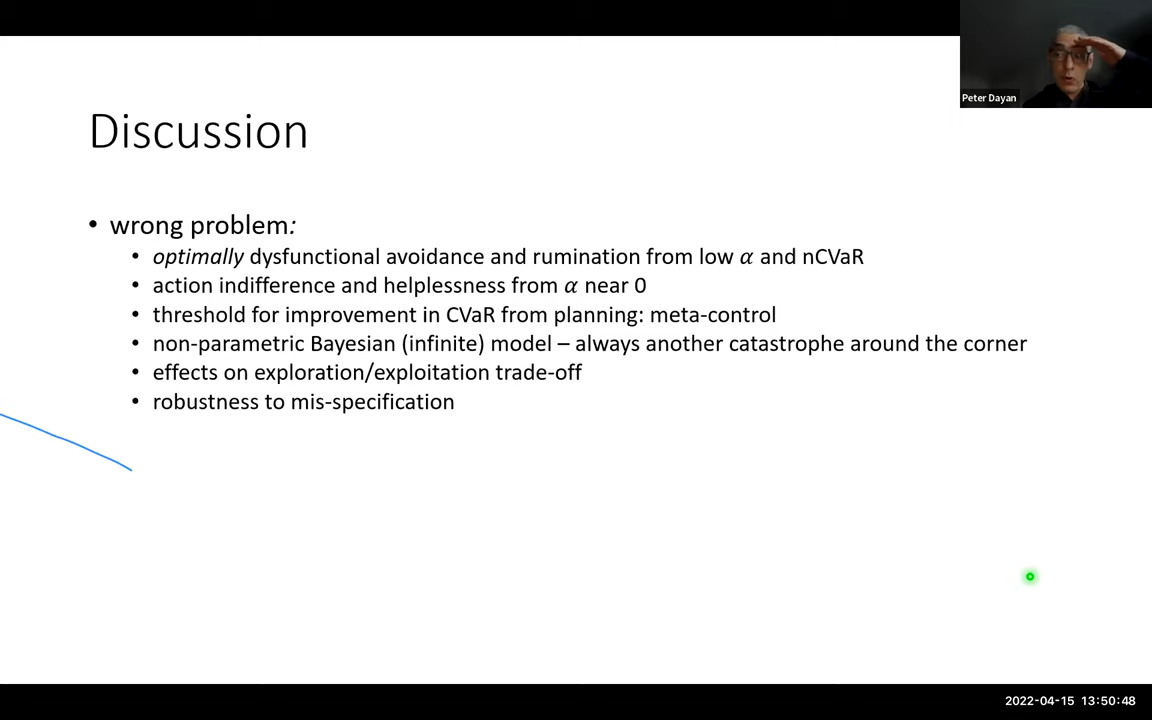 Peter Dayan
Discussion
• wrong problem:
• optimally dysfunctional avoidance and rumination from low α and nCVaR
• action indifference and helplessness from α near 0
• threshold for improvement in CVaR from planning: meta-control
• non-parametric Bayesian (infinite) model – always another catastrophe around the corner
• effects on exploration/exploitation trade-off
• robustness to mis-specification
2022-04-15 13:50:48